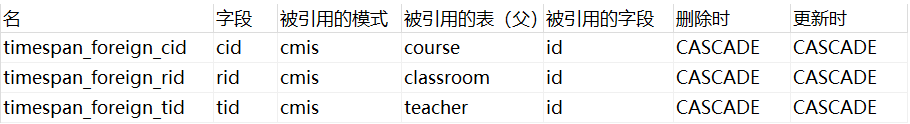 名 字段 被引用的模式 被引用的表（父） 被引用的字段 删除时 更新时
timespan_foreign_cid cid cmis course id CASCADE CASCADE
timespan_foreign_rid rid cmis classroom id CASCADE CASCADE
timespan_foreign_tid tid cmis teacher id CASCADE CASCADE